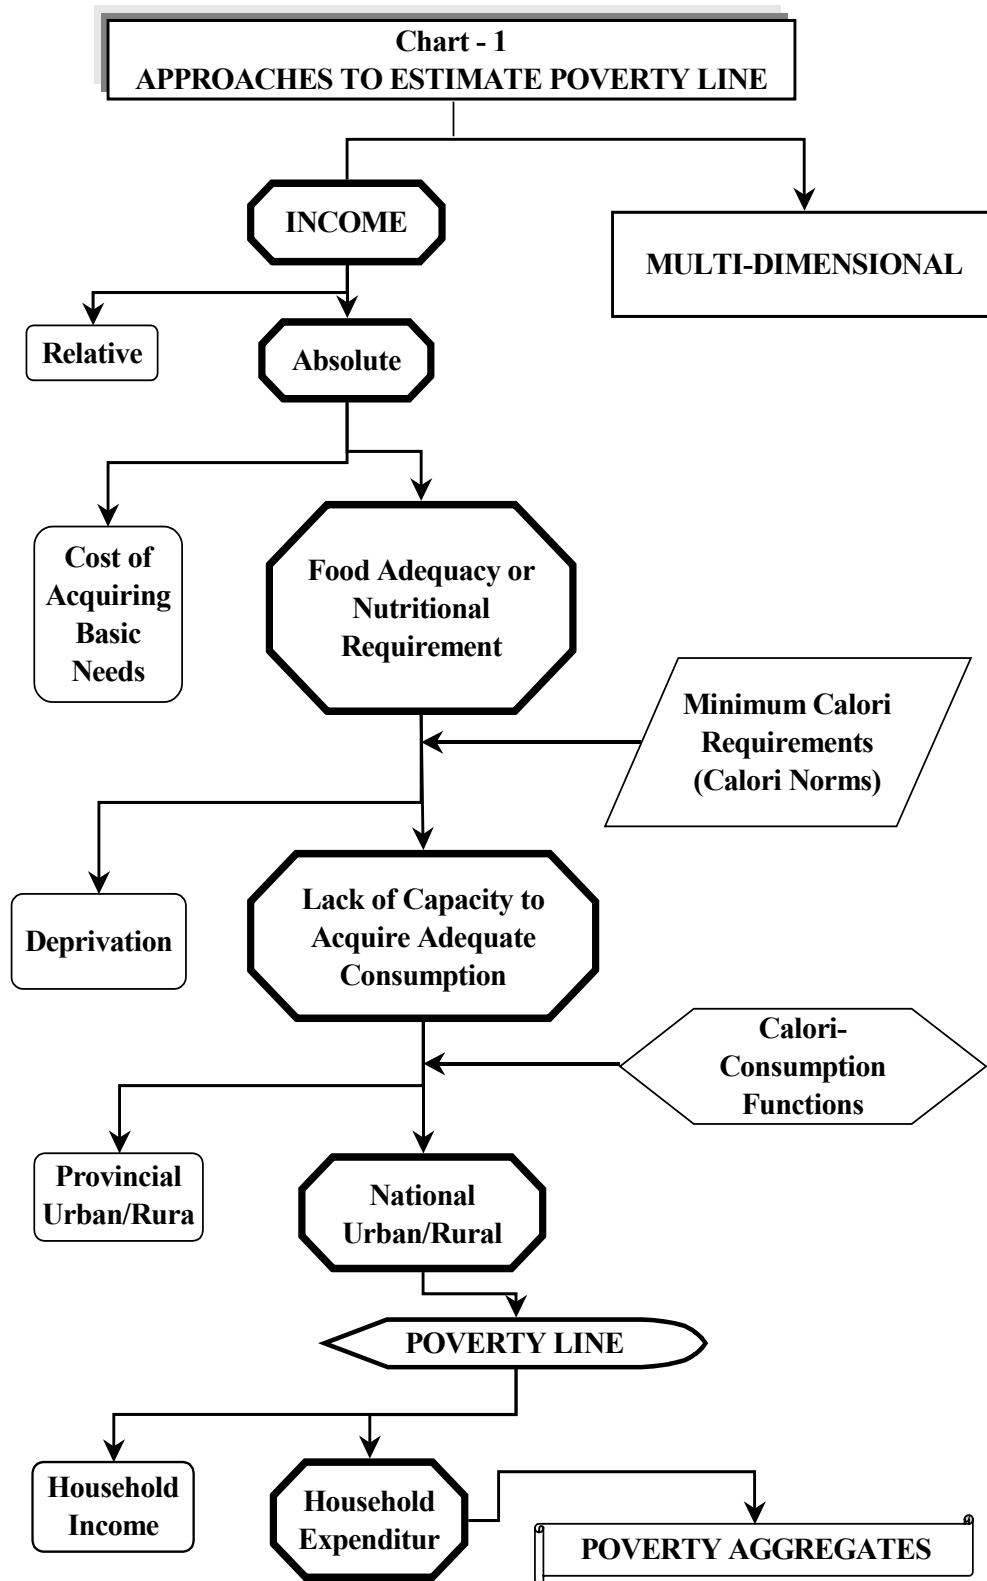 Chart - 1
APPROACHES TO ESTIMATE POVERTY LINE
INCOME
MULTI-DIMENSIONAL
Relative
Absolute
Cost of
Acquiring
Basic
Needs
Food Adequacy or
Nutritional
Requirement
Minimum Calori
Requirements
(Calori Norms)
Deprivation
Lack of Capacity to
Acquire Adequate
Consumption
Calori-
Consumption
Functions
Provincial
Urban/Rura
National
Urban/Rural
POVERTY LINE
Household
Income
Household
Expenditur
POVERTY AGGREGATES